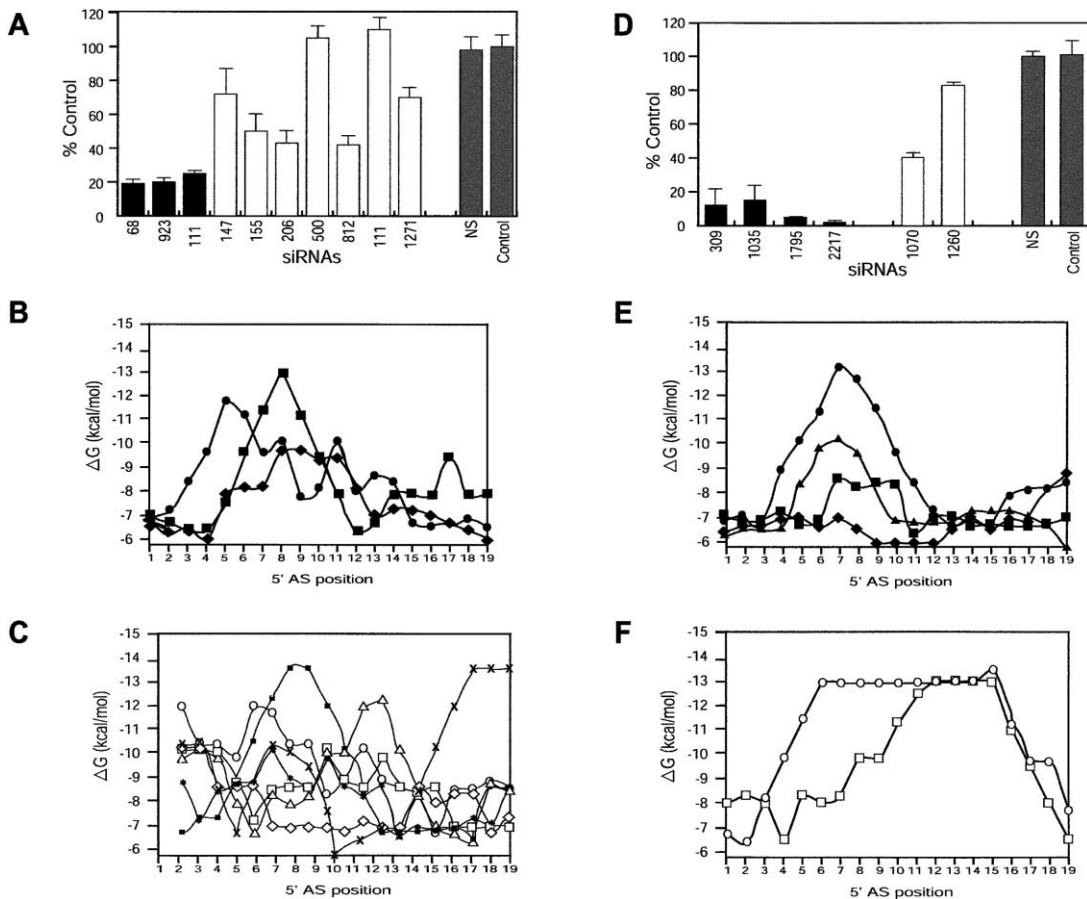 A
% Control
120
100
80
60
40
20
0
68
923
111
147
155
206
500
812
111
1271
NS
Control
siRNAs
B
ΔG (kcal/mol)
-15
-14
-13
-12
-11
-10
-9
-8
-7
-6
1 2 3 4 5 6 7 8 9 10 11 12 13 14 15 16 17 18 19
5' AS position
C
ΔG (kcal/mol)
-15
-14
-13
-12
-11
-10
-9
-8
-7
-6
1 2 3 4 5 6 7 8 9 10 11 12 13 14 15 16 17 18 19
5' AS position
D
% Control
120
100
80
60
40
20
0
309
1035
1795
2217
1070
1260
NS
Control
siRNAs
E
ΔG (kcal/mol)
-15
-14
-13
-12
-11
-10
-9
-8
-7
-6
1 2 3 4 5 6 7 8 9 10 11 12 13 14 15 16 17 18 19
5' AS position
F
ΔG (kcal/mol)
-15
-14
-13
-12
-11
-10
-9
-8
-7
-6
1 2 3 4 5 6 7 8 9 10 11 12 13 14 15 16 17 18 19
5' AS position